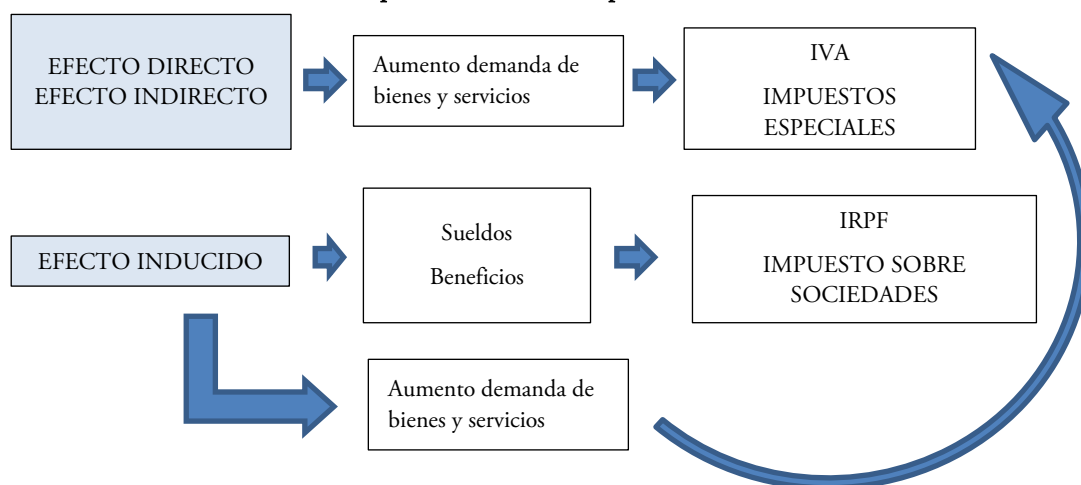 EFECTO DIRECTO
EFECTO INDIRECTO
Aumento demanda de
bienes y servicios
IVA
IMPUESTOS
ESPECIALES
EFECTO INDUCIDO
Sueldos
Beneficios
IRPF
IMPUESTO SOBRE
SOCIEDADES
Aumento demanda de
bienes y servicios